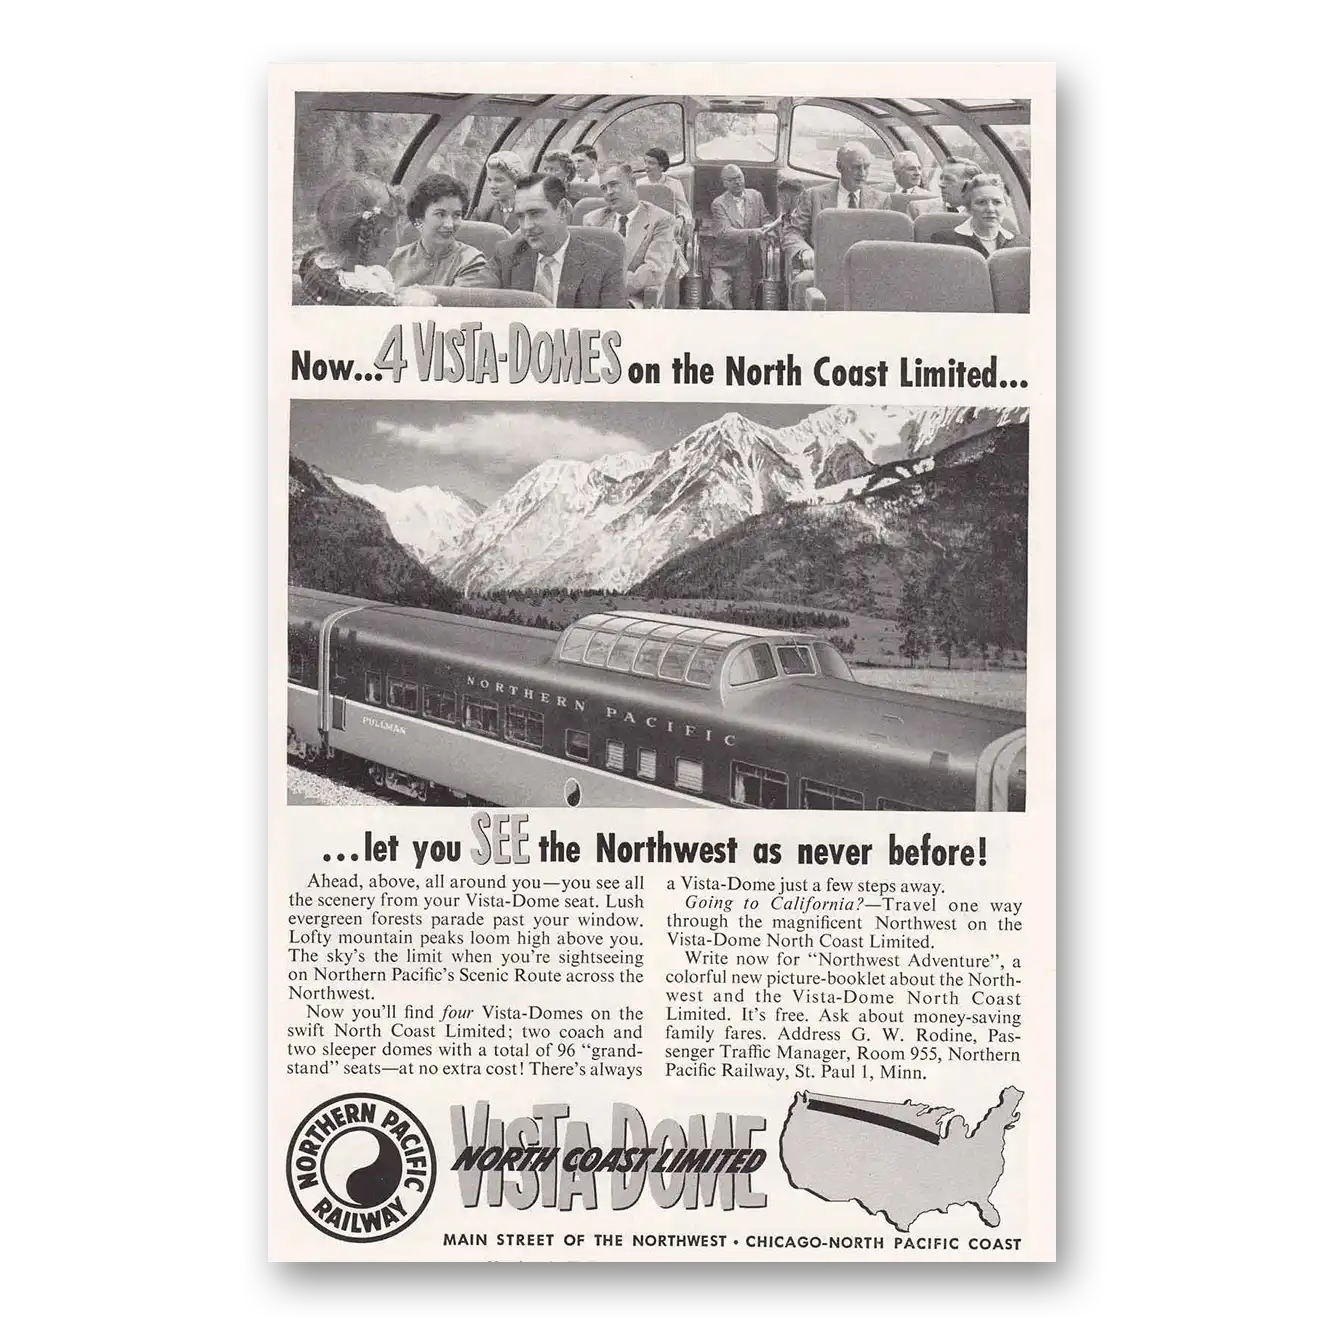 Now...4 VISTA-DOMES on the North Coast Limited...
NORTHERN PACIFIC
PULLMAN
...let you SEE the Northwest as never before!
Ahead, above, all around you—you see all
the scenery from your Vista-Dome seat. Lush
evergreen forests parade past your window.
Lofty mountain peaks loom high above you.
The sky's the limit when you're sightseeing
on Northern Pacific's Scenic Route across the
Northwest.
Now you'll find four Vista-Domes on the
swift North Coast Limited; two coach and
two sleeper domes with a total of 96 “grand-
stand” seats—at no extra cost! There's always
a Vista-Dome just a few steps away.
Going to California?—Travel one way
through the magnificent Northwest on the
Vista-Dome North Coast Limited.
Write now for “Northwest Adventure”, a
colorful new picture-booklet about the North-
west and the Vista-Dome North Coast
Limited. It's free. Ask about money-saving
family fares. Address G. W. Rodine, Pas-
senger Traffic Manager, Room 955, Northern
Pacific Railway, St. Paul 1, Minn.
NORTHERN PACIFIC
RAILWAY
VISTA DOME
NORTH COAST LIMITED
MAIN STREET OF THE NORTHWEST • CHICAGO-NORTH PACIFIC COAST